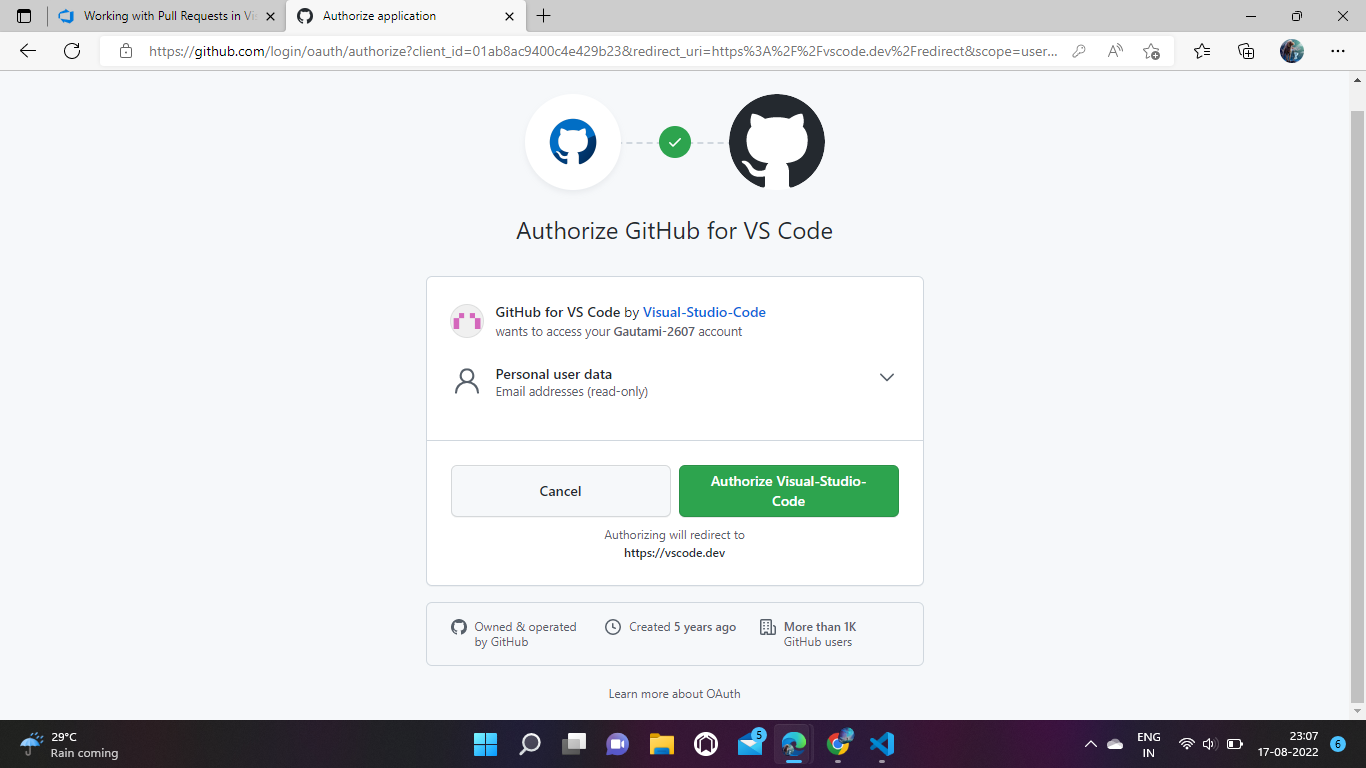 Working with Pull Requests in Vis
Authorize application
https://github.com/login/oauth/authorize?client_id=01ab8ac9400c4e429b23&redirect_uri=https%3A%2F%2Fvscode.dev%2Fredirect&scope=user...
Authorize GitHub for VS Code
GitHub for VS Code by Visual-Studio-Code
wants to access your Gautami-2607 account
Personal user data
Email addresses (read-only)
Cancel
Authorize Visual-Studio-
Code
Authorizing will redirect to
https://vscode.dev
Owned & operated
by GitHub
Created 5 years ago
More than 1K
GitHub users
Learn more about OAuth
29°C
Rain coming
5
ENG
IN
23:07
17-08-2022
6